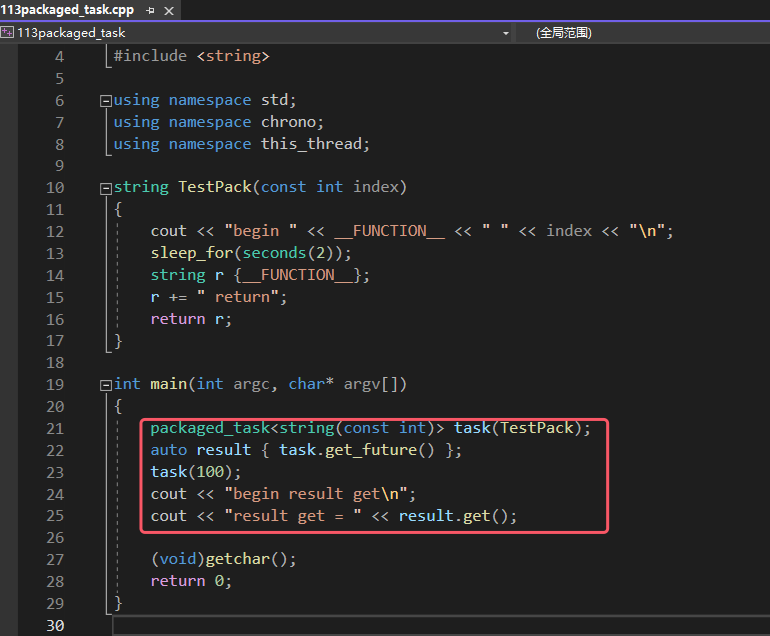 113packaged_task.cpp
113packaged_task (全局范围)
4 #include <string>
5
6 using namespace std;
7 using namespace chrono;
8 using namespace this_thread;
9
10 string TestPack(const int index)
11 {
12 cout << "begin " << __FUNCTION__ << " " << index << "\n";
13 sleep_for(seconds(2));
14 string r {__FUNCTION__};
15 r += " return";
16 return r;
17 }
18
19 int main(int argc, char* argv[])
20 {
21 packaged_task<string(const int)> task(TestPack);
22 auto result { task.get_future() };
23 task(100);
24 cout << "begin result get\n";
25 cout << "result get = " << result.get();
26
27 (void)getchar();
28 return 0;
29 }
30